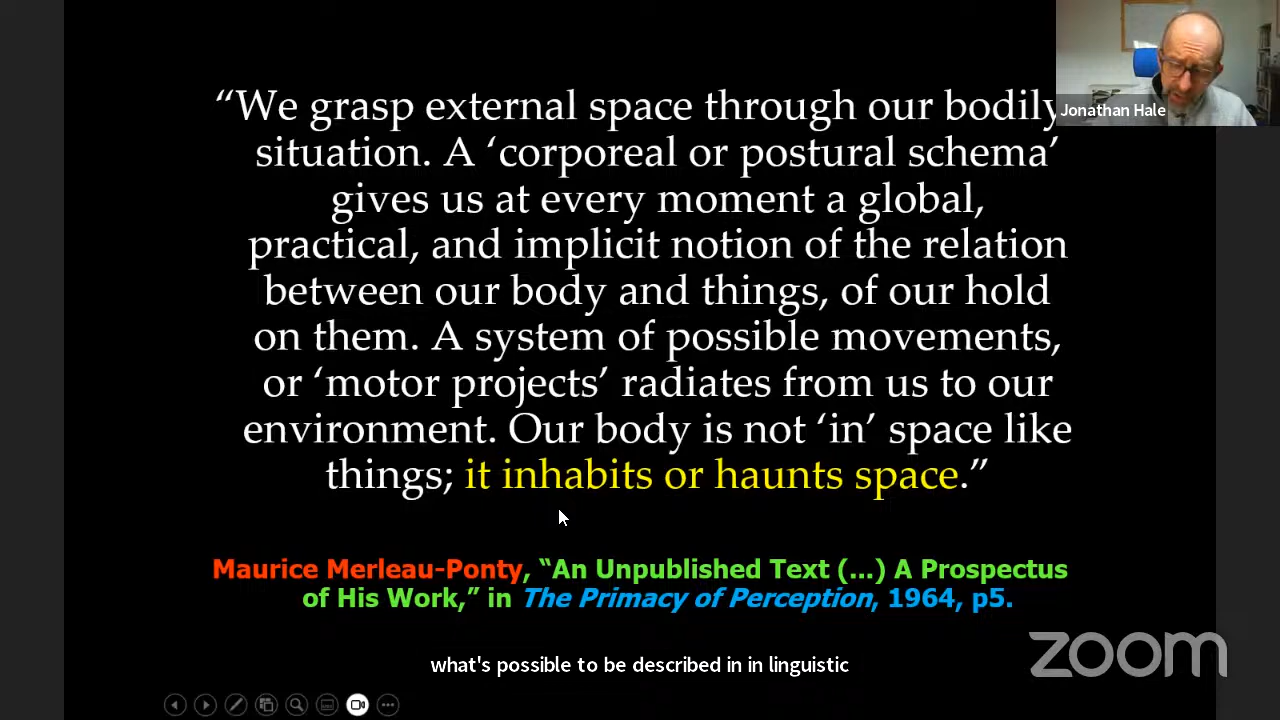 “We grasp external space through our bodily
situation. A ‘corporeal or postural schema’
gives us at every moment a global,
practical, and implicit notion of the relation
between our body and things, of our hold
on them. A system of possible movements,
or ‘motor projects’ radiates from us to our
environment. Our body is not ‘in’ space like
things; it inhabits or haunts space.”
Jonathan Hale
Maurice Merleau-Ponty, “An Unpublished Text (...) A Prospectus
of His Work,” in The Primacy of Perception, 1964, p5.
zoom
what's possible to be described in in linguistic